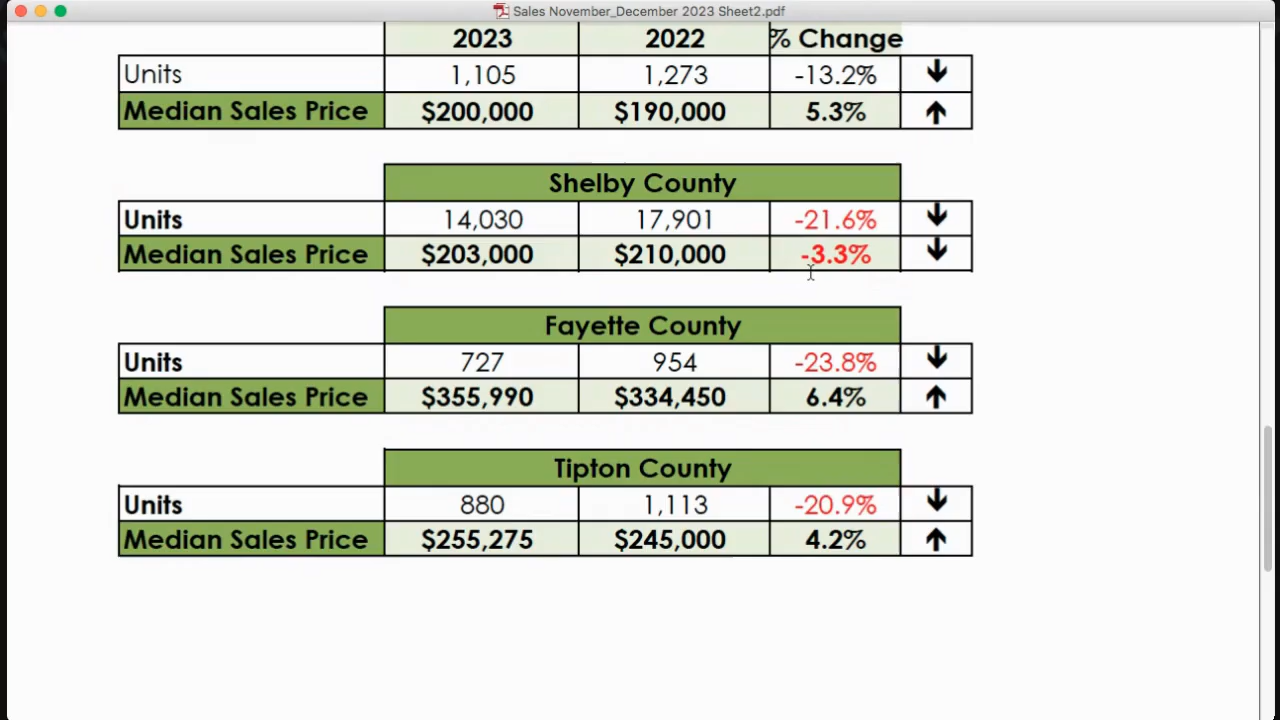 Sales November_December 2023 Sheet2.pdf
2023 2022 % Change
Units 1,105 1,273 -13.2% ↓
Median Sales Price $200,000 $190,000 5.3% ↑
Shelby County
Units 14,030 17,901 -21.6% ↓
Median Sales Price $203,000 $210,000 -3.3% ↓
Fayette County
Units 727 954 -23.8% ↓
Median Sales Price $355,990 $334,450 6.4% ↑
Tipton County
Units 880 1,113 -20.9% ↓
Median Sales Price $255,275 $245,000 4.2% ↑